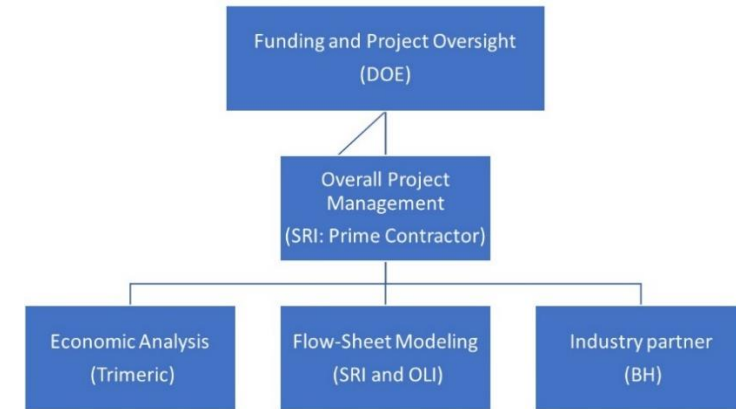 Funding and Project Oversight
(DOE)
Overall Project
Management
(SRI: Prime Contractor)
Economic Analysis
(Trimeric)
Flow-Sheet Modeling
(SRI and OLI)
Industry partner
(BH)